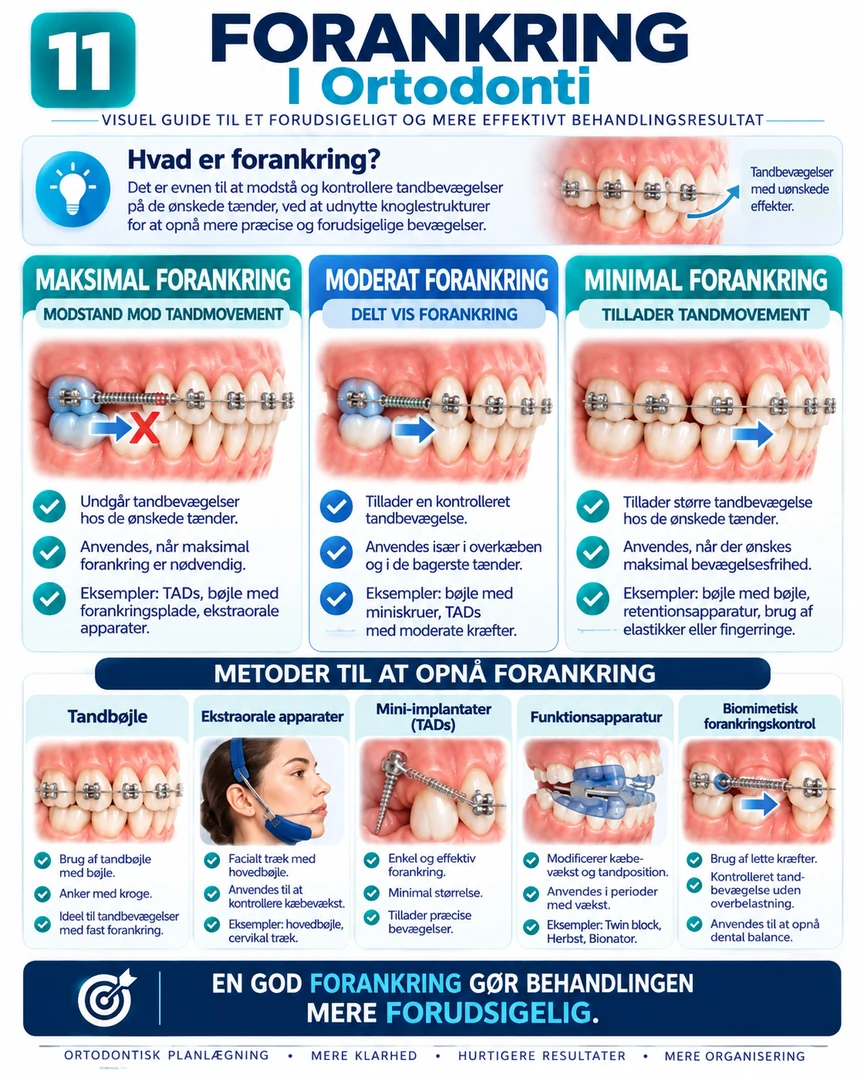 11
FORANKRING
I Ortodonti
VISUEL GUIDE TIL ET FORUDSIGELIGT OG MERE EFFEKTIVT BEHANDLINGSRESULTAT
Hvad er forankring?
Det er evnen til at modstå og kontrollere tandbevægelser
på de ønskede tænder, ved at udnytte knoglestrukturer
for at opnå mere præcise og forudsigelige bevægelser.
Tandbevægelser
med uønskede
effekter.
MAKSIMAL FORANKRING
MODSTAND MOD TANDMOVEMENT
X
Undgår tandbevægelser
hos de ønskede tænder.
Anvendes, når maksimal
forankring er nødvendig.
Eksempler: TADs, bøjle med
forankringsplade, ekstraorale
apparater.
MODERAT FORANKRING
DELT VIS FORANKRING
Tillader en kontrolleret
tandbevægelse.
Anvendes især i overkæben
og i de bagerste tænder.
Eksempler: bøjle med
miniskruer, TADs
med moderate kræfter.
MINIMAL FORANKRING
TILLADER TANDMOVEMENT
Tillader større tandbevægelse
hos de ønskede tænder.
Anvendes, når der ønskes
maksimal bevægelsesfrihed.
Eksempler: bøjle med bøjle,
retentionsapparatur, brug af
elastikker eller fingerringe.
METODER TIL AT OPNÅ FORANKRING
Tandbøjle
Brug af tandbøjle
med bøjle.
Anker med kroge.
Ideel til tandbevægelser
med fast forankring.
Ekstraorale apparater
Facialt træk med
hovedbøjle.
Anvendes til at
kontrollere kæbevækst.
Eksempler: hovedbøjle,
cervikal træk.
Mini-implantater
(TADs)
Enkel og effektiv
forankring.
Minimal størrelse.
Tillader præcise
bevægelser.
Funktionsapparatur
Modificerer kæbe-
vækst og tandposition.
Anvendes i perioder
med vækst.
Eksempler: Twin block,
Herbst, Bionator.
Biomimetisk
forankringskontrol
Brug af lette kræfter.
Kontrolleret tand-
bevægelse uden
overbelastning.
Anvendes til at opnå
dental balance.
EN GOD FORANKRING GØR BEHANDLINGEN
MERE FORUDSIGELIG.
ORTODONTISK PLANLÆGNING • MERE KLARHED • HURTIGERE RESULTATER • MERE ORGANISERING